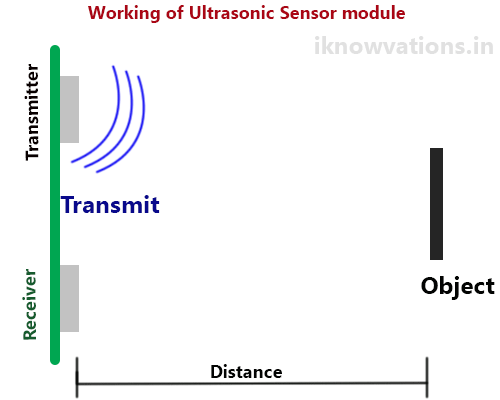 Working of Ultrasonic Sensor module
iknowvations.in
Transmitter
Transmit
Receiver
Object
Distance